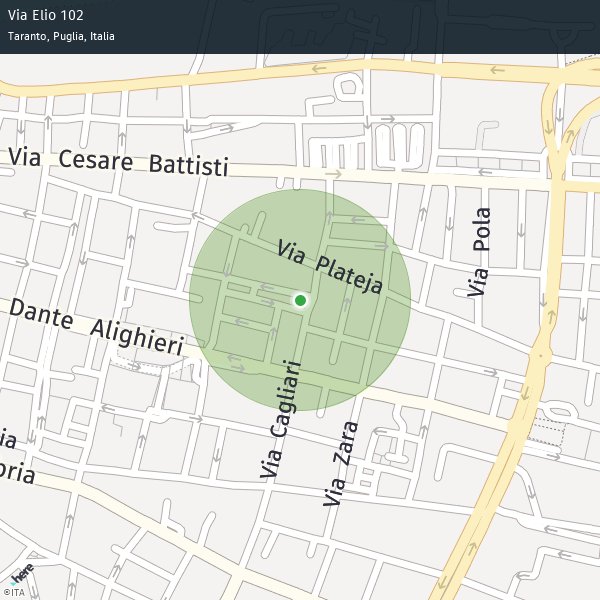 Via Elio 102
Taranto, Puglia, Italia
Via Cesare Battisti
Via Plateja
Via Pola
Dante Alighieri
Via Cagliari
Via Zara
ia
oria
here
©ITA